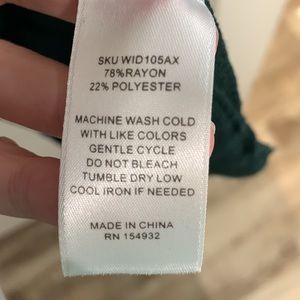 SKU WID105AX
78%RAYON
22% POLYESTER
MACHINE WASH COLD
WITH LIKE COLORS
GENTLE CYCLE
DO NOT BLEACH
TUMBLE DRY LOW
COOL IRON IF NEEDED
MADE IN CHINA
RN 154932